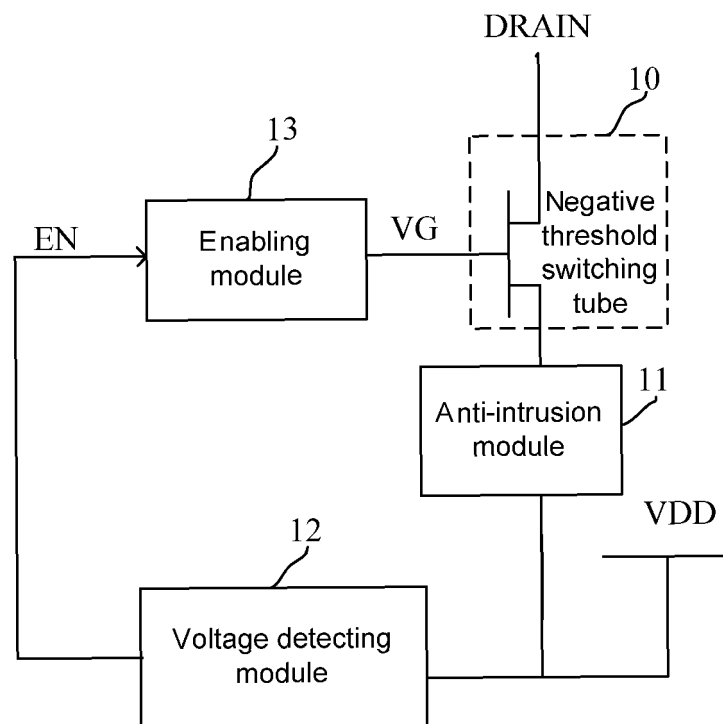 DRAIN
10
13
Negative
threshold
switching
tube
EN
Enabling
module
VG
11
Anti-intrusion
module
VDD
12
Voltage detecting
module